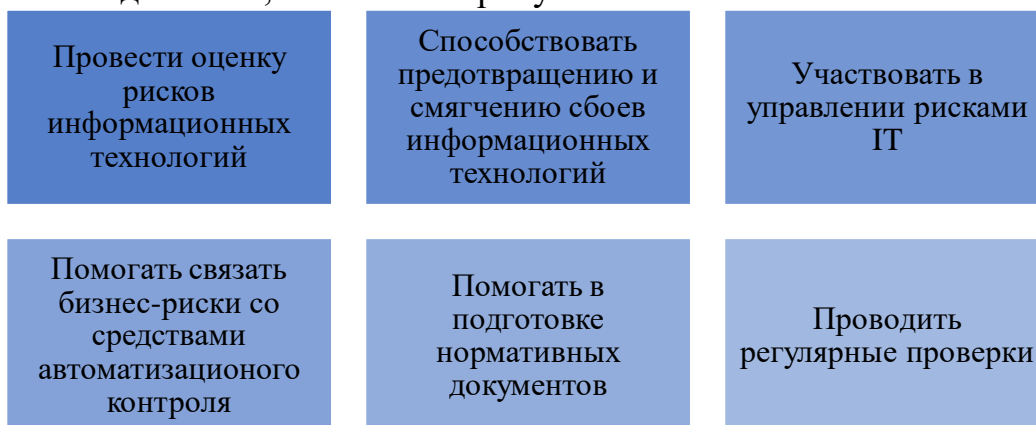 Провести оценку
рисков
информационных
технологий
Способствовать
предотвращению и
смягчению сбоев
информационных
технологий
Участвовать в
управлении рисками
IT
Помогать связать
бизнес-риски со
средствами
автоматизационого
контроля
Помогать в
подготовке
нормативных
документов
Проводить
регулярные проверки